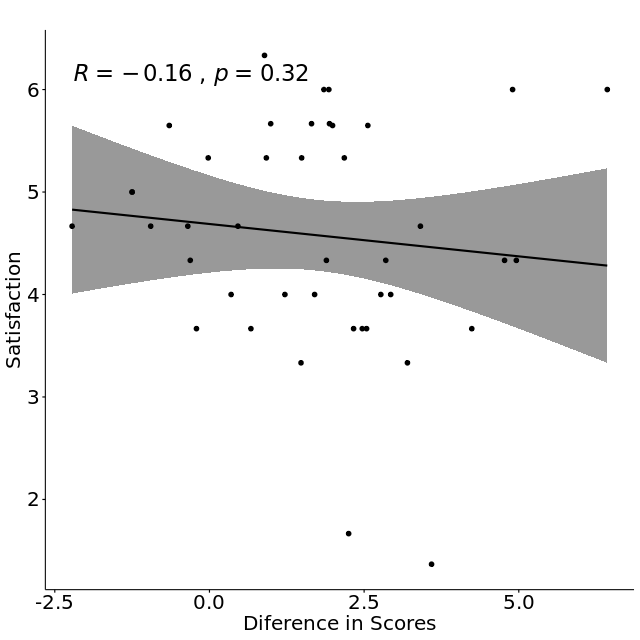 R = −0.16 , p = 0.32
6
5
4
3
2
Satisfaction
-2.5 0.0 2.5 5.0
Diference in Scores